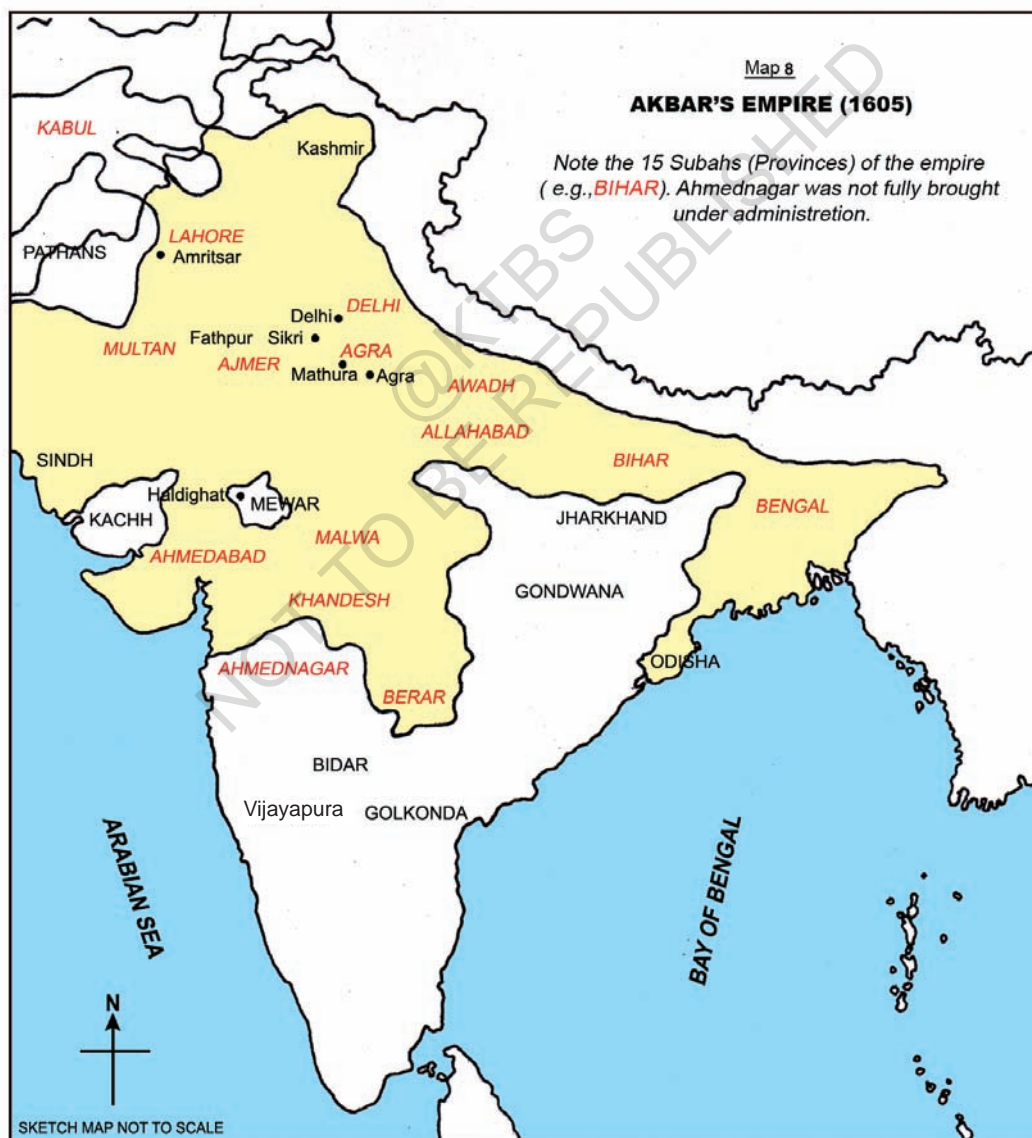 Map 8
AKBAR'S EMPIRE (1605)
Note the 15 Subahs (Provinces) of the empire
( e.g.,BIHAR). Ahmednagar was not fully brought
under administretion.
KABUL
Kashmir
LAHORE
PATHANS
Amritsar
DELHI
Delhi
MULTAN
Fathpur Sikri
AJMER
AGRA
Mathura
Agra
AWADH
ALLAHABAD
SINDH
BIHAR
Haldighat
MEWAR
KACHH
JHARKHAND
BENGAL
MALWA
AHMEDABAD
GONDWANA
KHANDESH
ODISHA
AHMEDNAGAR
BERAR
BIDAR
Vijayapura
GOLKONDA
ARABIAN SEA
BAY OF BENGAL
N
SKETCH MAP NOT TO SCALE
@KTBS
NOT TO BE REPUBLISHED